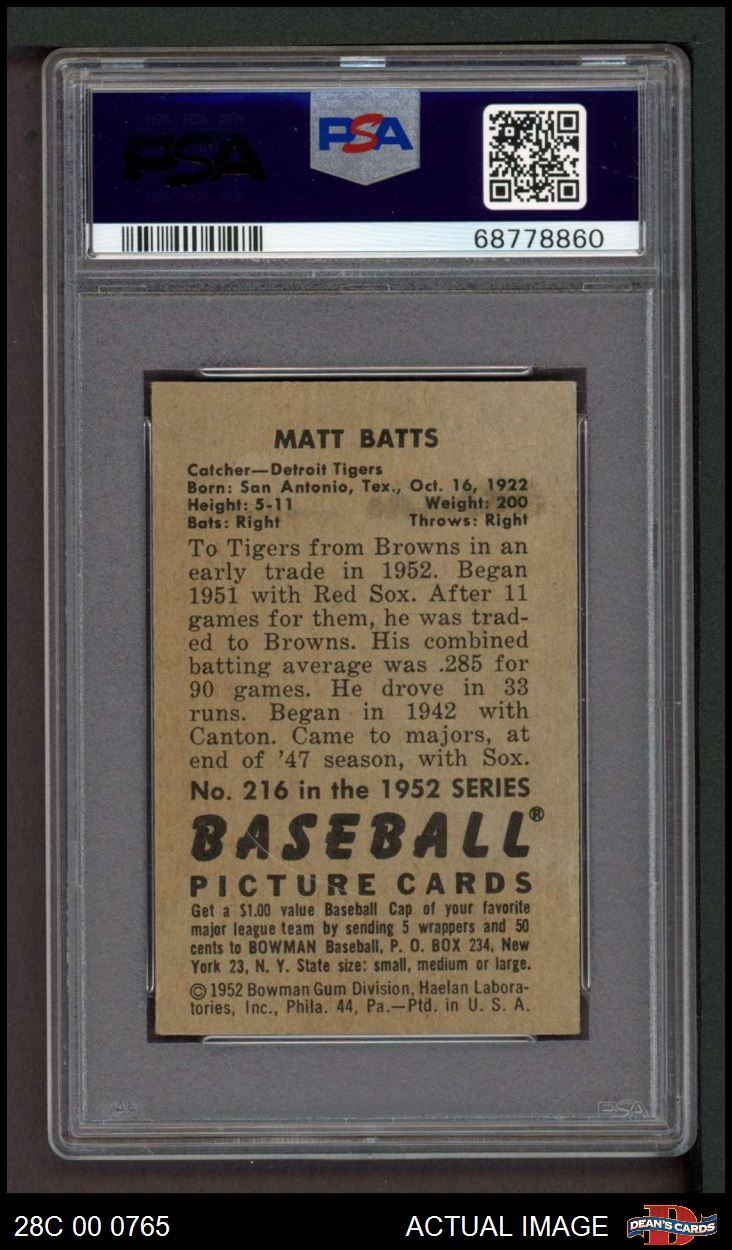 PSA
PSA
68778860
MATT BATTS
Catcher—Detroit Tigers
Born: San Antonio, Tex., Oct. 16, 1922
Height: 5-11 Weight: 200
Bats: Right Throws: Right
To Tigers from Browns in an
early trade in 1952. Began
1951 with Red Sox. After 11
games for them, he was trad-
ed to Browns. His combined
batting average was .285 for
90 games. He drove in 33
runs. Began in 1942 with
Canton. Came to majors, at
end of '47 season, with Sox.
No. 216 in the 1952 SERIES
BASEBALL®
PICTURE CARDS
Get a $1.00 value Baseball Cap of your favorite
major league team by sending 5 wrappers and 50
cents to BOWMAN Baseball, P. O. BOX 234, New
York 23, N. Y. State size: small, medium or large.
© 1952 Bowman Gum Division, Haelan Labora-
tories, Inc., Phila. 44, Pa.—Ptd. in U. S. A.
PSA
28C 00 0765 ACTUAL IMAGE DEAN'S CARDS